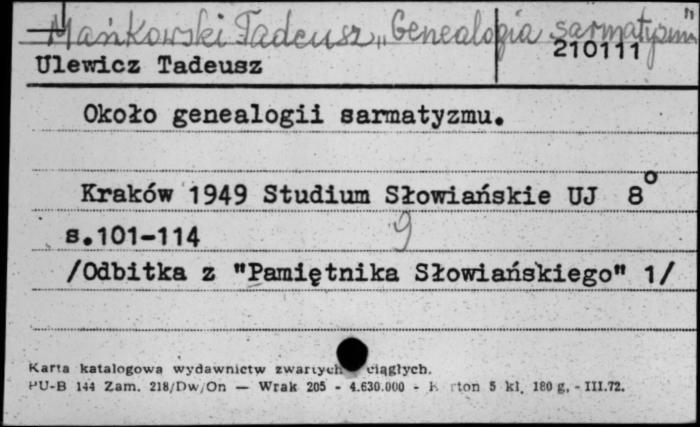 Mańkowski Tadeusz „Genealogia sarmatyzmu"
210111
Ulewicz Tadeusz
Około genealogii sarmatyzmu.
Kraków 1949 Studium Słowiańskie UJ 8°
s.101-114 9
/Odbitka z "Pamiętnika Słowiańskiego" 1/
Karta katalogowa wydawnictw zwartych ciągłych.
PU-B 144 Zam. 218/Dw/On — Wrak 205 - 4.630.000 - K rton 5 kl. 180 g. - III.72.